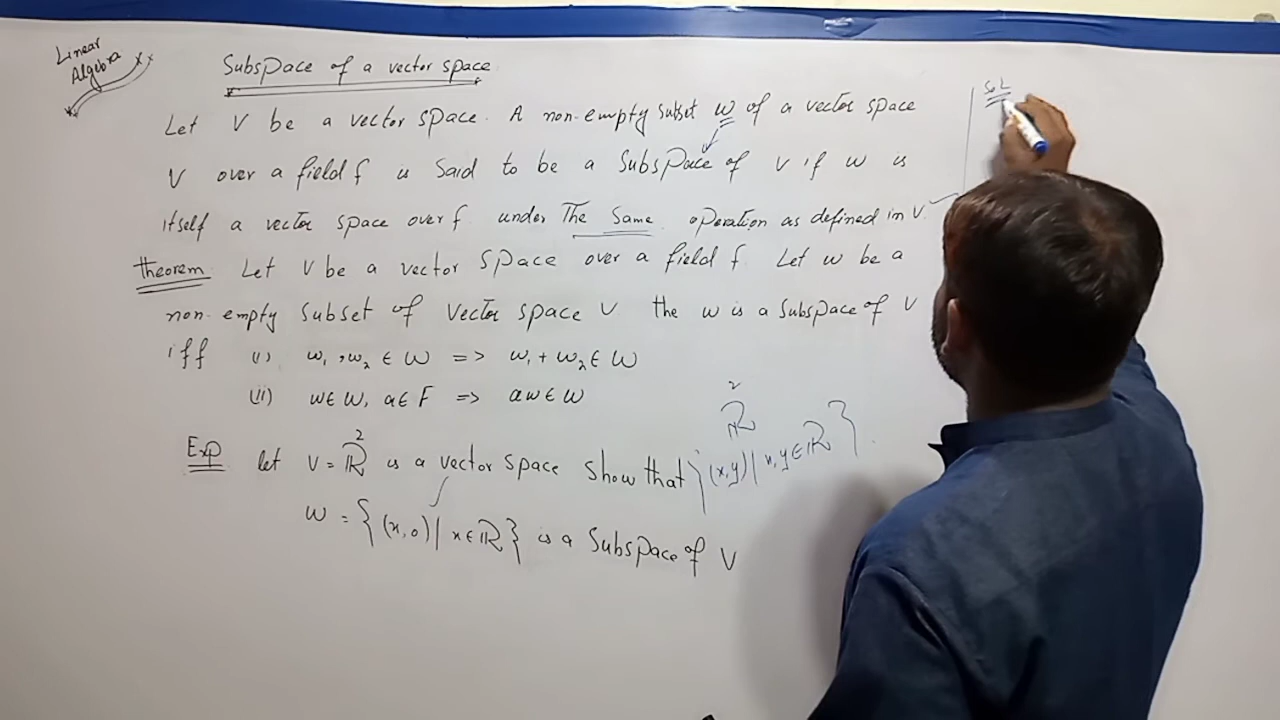 Linear
Algebra
Subspace of a vector space
Let V be a vector space. A non-empty subset W of a vector space
V over a field f is said to be a subspace of V if W is
itself a vector space over f under The Same operation as defined in V.
theorem Let V be a vector space over a field f. Let W be a
non-empty subset of vector space V the W is a subspace of V
iff (i) w₁, w₂ ∈ W => w₁ + w₂ ∈ W
(ii) w ∈ W, a ∈ F => aw ∈ W
Exp let V = ℝ² is a vector space show that
W = {(x,0) | x ∈ ℝ} is a subspace of V
ℝ²
{(x,y) | x,y ∈ ℝ}.
Sol